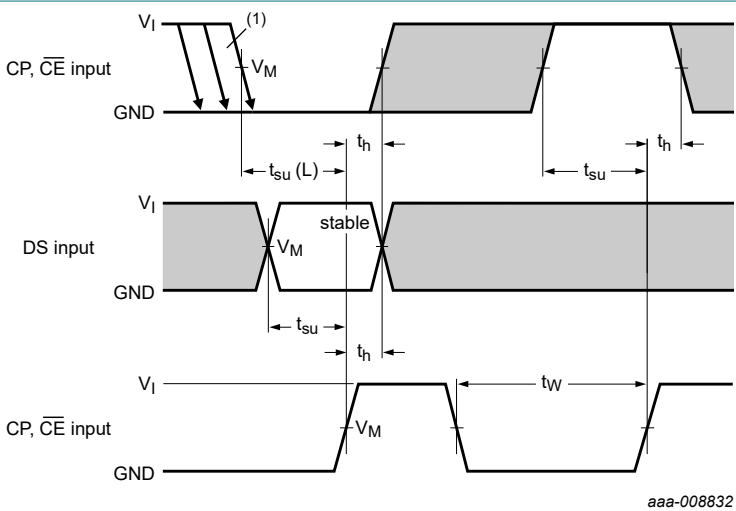 V_I
(1)
CP, C̅E̅ input
V_M
GND
t_h
t_h
t_su (L)
t_su
V_I
stable
DS input
V_M
GND
t_su
t_h
V_I
t_W
CP, C̅E̅ input
V_M
GND
aaa-008832